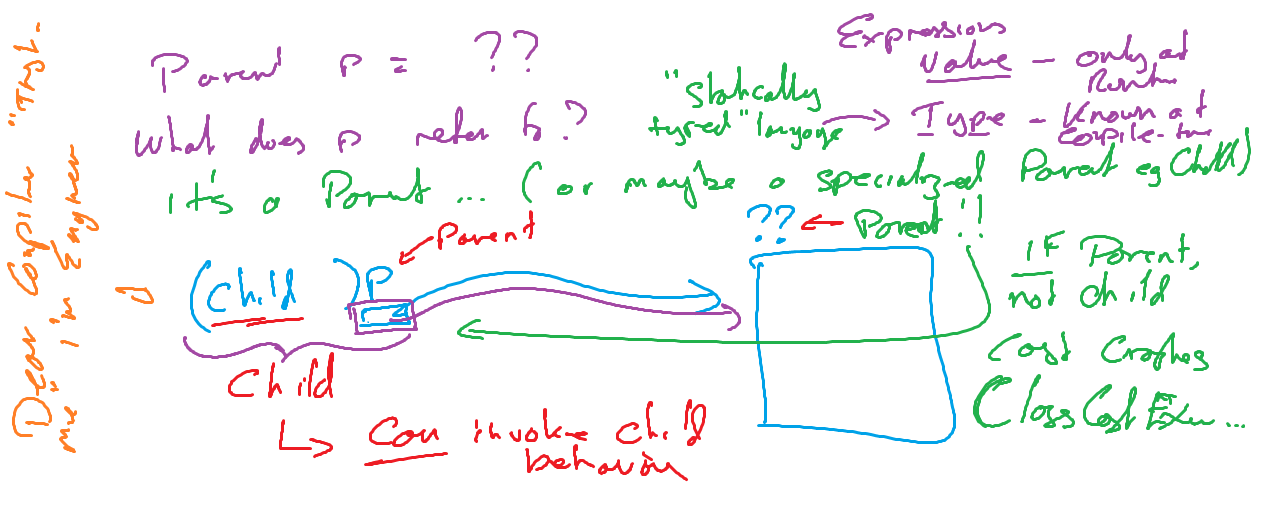 Parent p = ??
What does p refer to?
it's a Parent ... (or maybe a specialized Parent eg Child)
Expressions
Value - only at
Runtime
"statically
typed" language
Type - Known at
Compile-time
Parent
(Child) P
Child
Can invoke child
behavior
?? Parent!!
IF Parent,
not child
Cast Crashes
ClassCastEx...
Dear Compiler "Trust
me" I'm Engineer